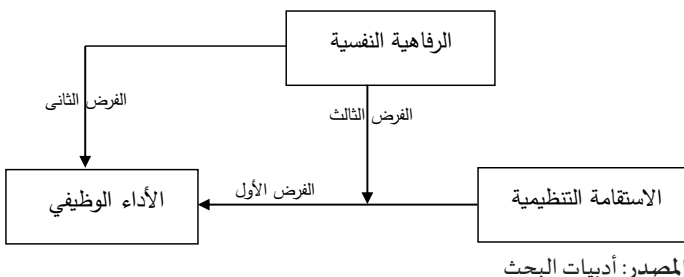 الرفاهية النفسية
الفرض الثانى
الفرض الثالث
الاستقامة التنظيمية
الفرض الأول
الأداء الوظيفي
المصدر: أدبيات البحث